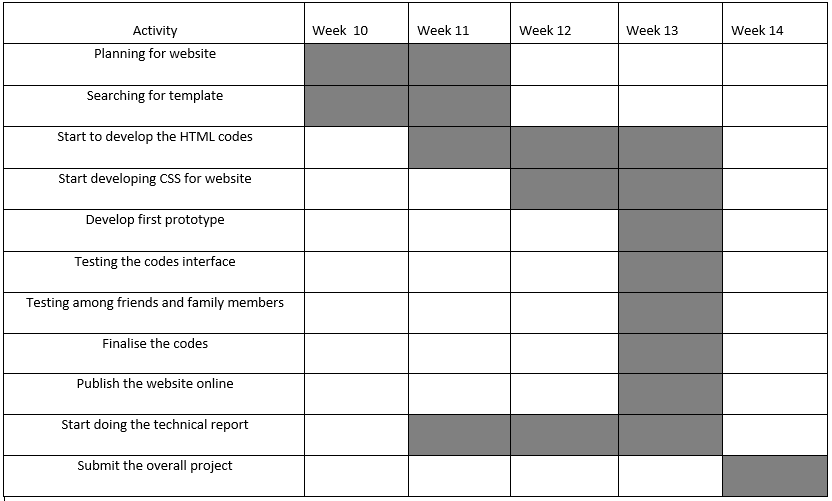 Activity Week 10 Week 11 Week 12 Week 13 Week 14
Planning for website
Searching for template
Start to develop the HTML codes
Start developing CSS for website
Develop first prototype
Testing the codes interface
Testing among friends and family members
Finalise the codes
Publish the website online
Start doing the technical report
Submit the overall project